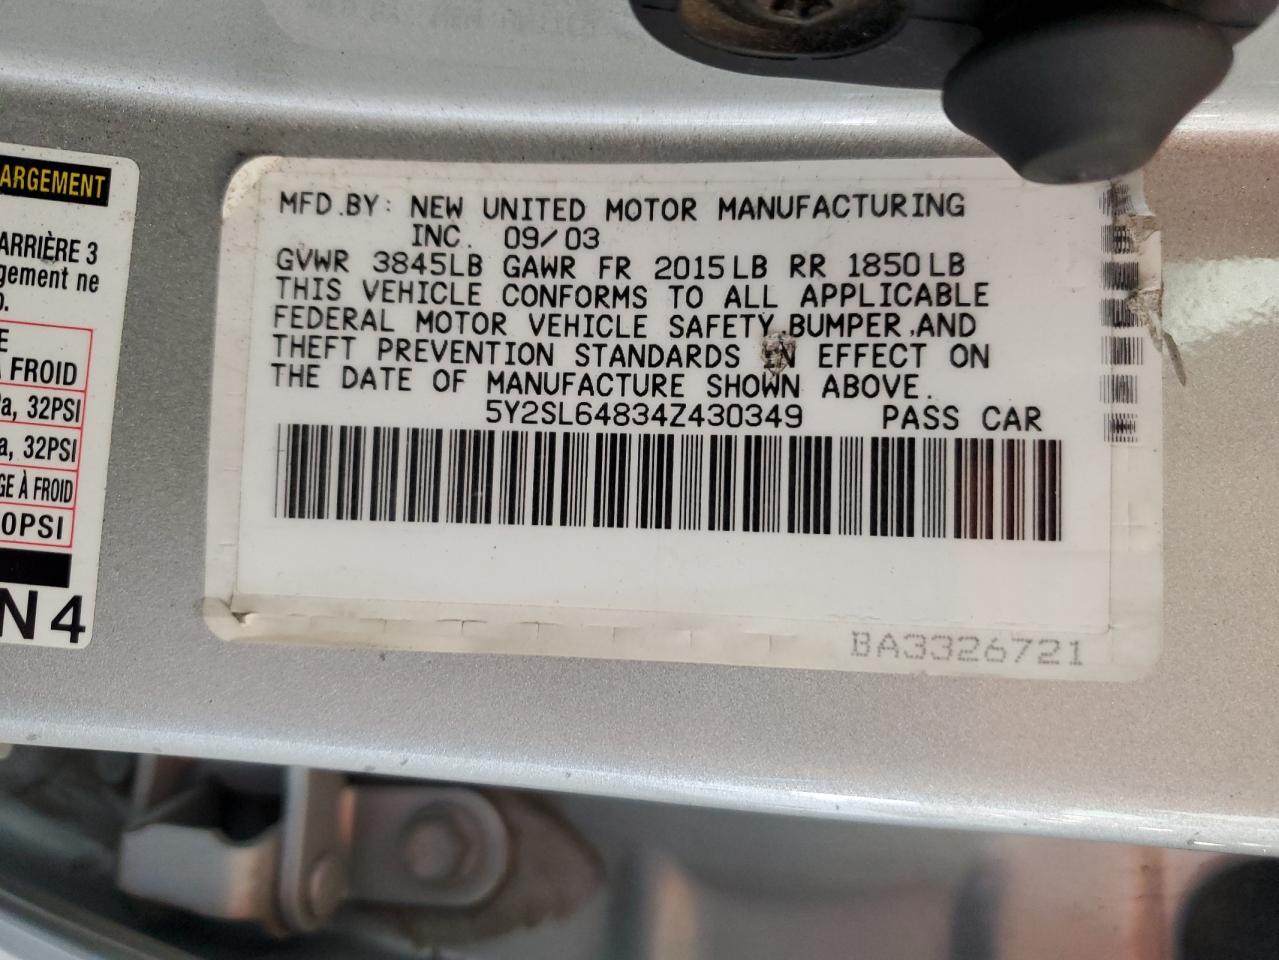 ARGEMENT
ARRIÈRE 3
gement ne
E
FROID
a, 32PSI
a, 32PSI
GE À FROID
0PSI
N4
MFD.BY: NEW UNITED MOTOR MANUFACTURING
INC. 09/03
GVWR 3845LB GAWR FR 2015LB RR 1850LB
THIS VEHICLE CONFORMS TO ALL APPLICABLE
FEDERAL MOTOR VEHICLE SAFETY,BUMPER,AND
THEFT PREVENTION STANDARDS IN EFFECT ON
THE DATE OF MANUFACTURE SHOWN ABOVE.
5Y2SL64834Z430349 PASS CAR
BA3326721